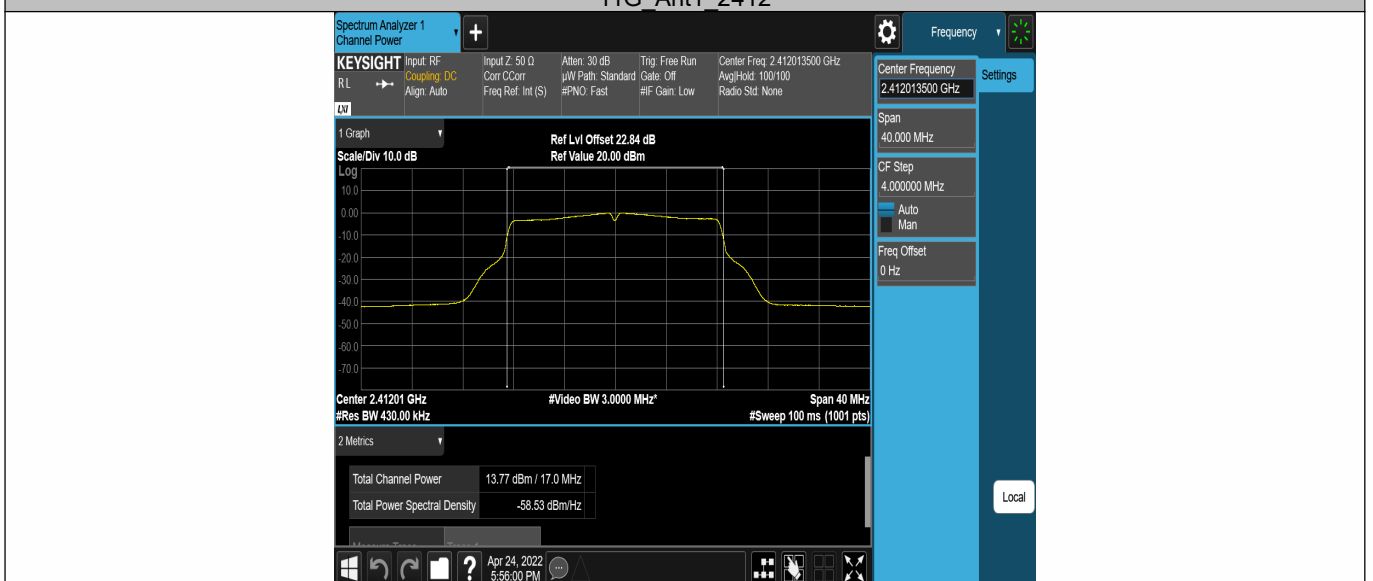 11G_Ant1_2412
Spectrum Analyzer 1
Channel Power
Frequency
KEYSIGHT
R L
LXI
Input: RF
Coupling: DC
Align: Auto
Input Z: 50 Ω
Corr CCorr
Freq Ref: Int (S)
Atten: 30 dB
µW Path: Standard
#PNO: Fast
Trig: Free Run
Gate: Off
#IF Gain: Low
Center Freq: 2.412013500 GHz
Avg|Hold: 100/100
Radio Std: None
Center Frequency
2.412013500 GHz
Settings
Span
40.000 MHz
CF Step
4.000000 MHz
Auto
Man
Freq Offset
0 Hz
1 Graph
Scale/Div 10.0 dB
Ref Lvl Offset 22.84 dB
Ref Value 20.00 dBm
Log
10.0
0.00
-10.0
-20.0
-30.0
-40.0
-50.0
-60.0
-70.0
Center 2.41201 GHz
#Video BW 3.0000 MHz*
Span 40 MHz
#Res BW 430.00 kHz
#Sweep 100 ms (1001 pts)
2 Metrics
Total Channel Power 13.77 dBm / 17.0 MHz
Total Power Spectral Density -58.53 dBm/Hz
Local
Apr 24, 2022
5:56:00 PM